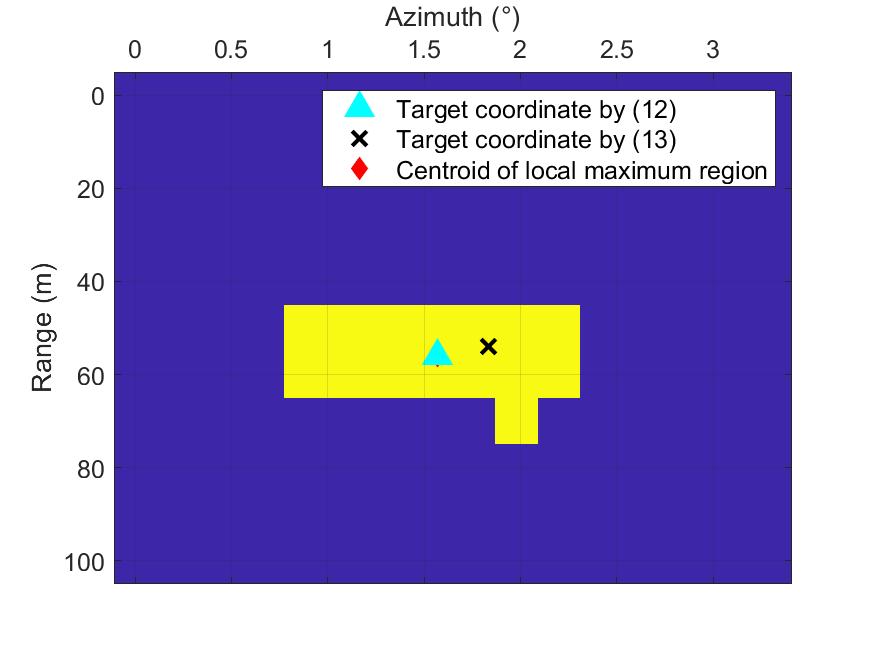 Azimuth (°)
0 0.5 1 1.5 2 2.5 3
Target coordinate by (12)
Target coordinate by (13)
Centroid of local maximum region
Range (m)
0
20
40
60
80
100